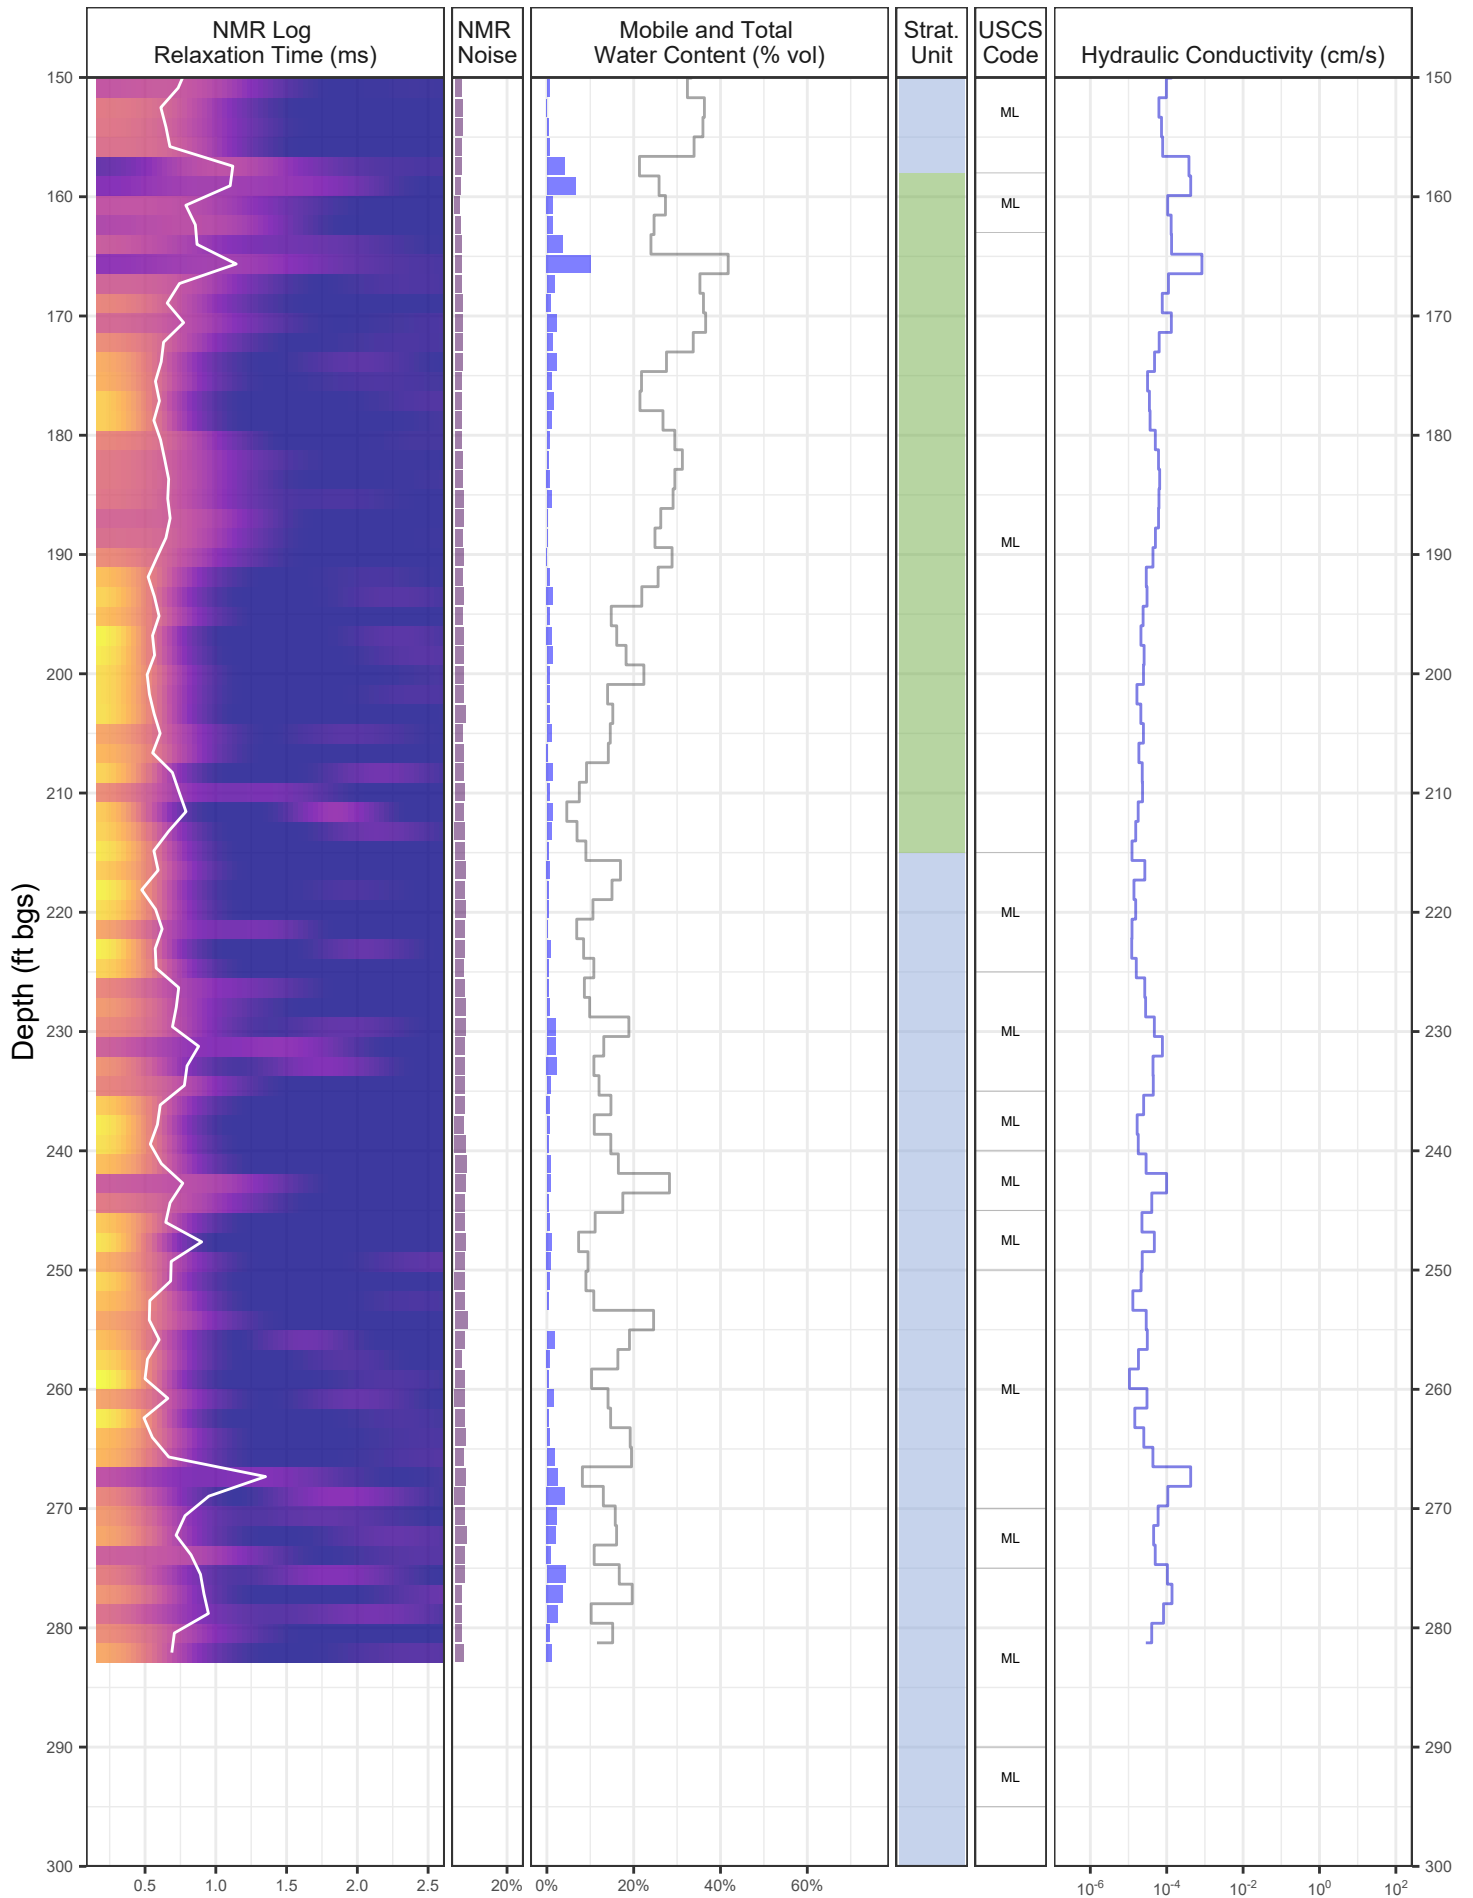 NMR Log
Relaxation Time (ms)
NMR
Noise
Mobile and Total
Water Content (% vol)
Strat.
Unit
USCS
Code
Hydraulic Conductivity (cm/s)
150
160
170
180
190
200
210
220
230
240
250
260
270
280
290
300
Depth (ft bgs)
ML
ML
ML
ML
ML
ML
ML
ML
ML
ML
ML
ML
150
160
170
180
190
200
210
220
230
240
250
260
270
280
290
300
0.5 1.0 1.5 2.0 2.5
20%
0% 20% 40% 60%
10⁻⁶ 10⁻⁴ 10⁻² 10⁰ 10²